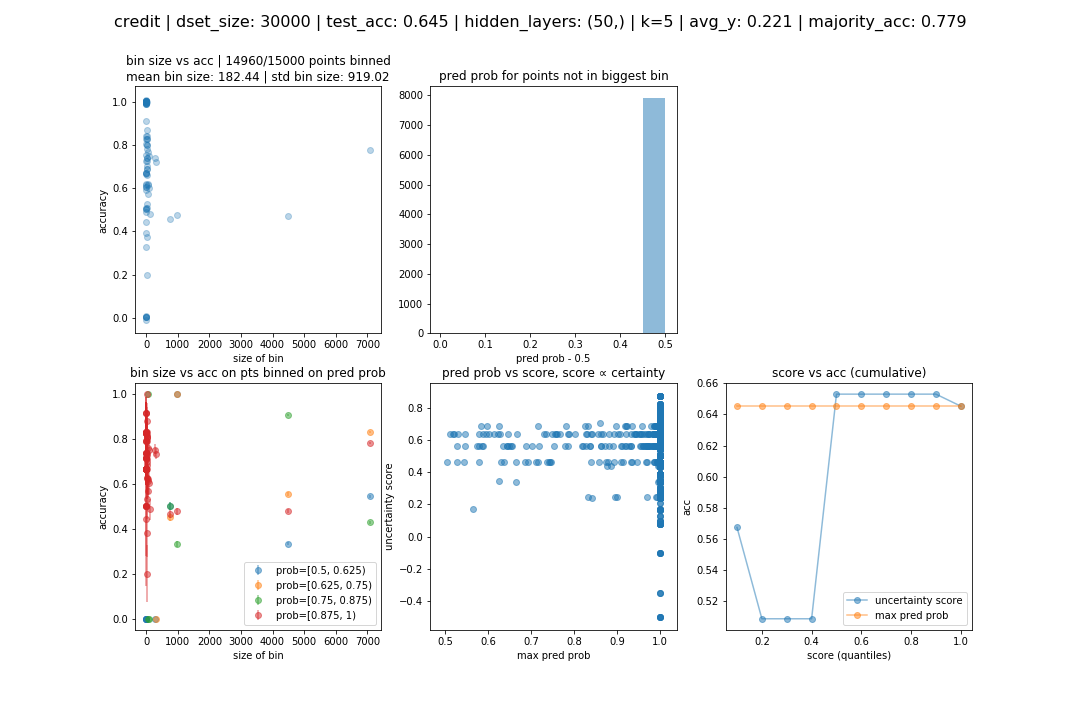 credit | dset_size: 30000 | test_acc: 0.645 | hidden_layers: (50,) | k=5 | avg_y: 0.221 | majority_acc: 0.779
bin size vs acc | 14960/15000 points binned
mean bin size: 182.44 | std bin size: 919.02
1.0
0.8
0.6
0.4
0.2
0.0
accuracy
0 1000 2000 3000 4000 5000 6000 7000
size of bin
pred prob for points not in biggest bin
8000
7000
6000
5000
4000
3000
2000
1000
0
0.0 0.1 0.2 0.3 0.4 0.5
pred prob - 0.5
bin size vs acc on pts binned on pred prob
1.0
0.8
0.6
0.4
0.2
0.0
accuracy
prob=[0.5, 0.625)
prob=[0.625, 0.75)
prob=[0.75, 0.875)
prob=[0.875, 1)
0 1000 2000 3000 4000 5000 6000 7000
size of bin
pred prob vs score, score ∝ certainty
0.8
0.6
0.4
0.2
0.0
−0.2
−0.4
uncertainty score
0.5 0.6 0.7 0.8 0.9 1.0
max pred prob
score vs acc (cumulative)
0.66
0.64
0.62
0.60
0.58
0.56
0.54
0.52
acc
uncertainty score
max pred prob
0.2 0.4 0.6 0.8 1.0
score (quantiles)